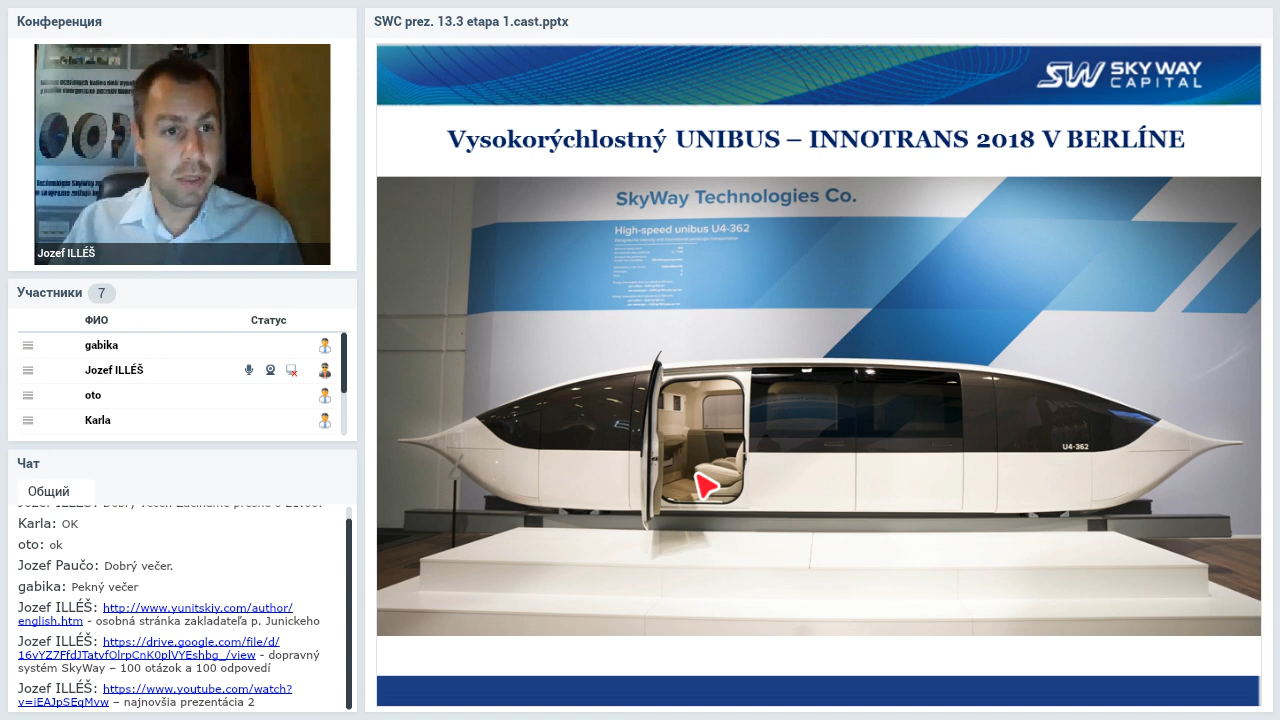 Конференция
Jozef ILLÉŠ
Участники 7
ФИО Статус
gabika
Jozef ILLÉŠ
oto
Karla
Чат
Общий
Karla: OK
oto: ok
Jozef Paučo: Dobrý večer.
gabika: Pekný večer
Jozef ILLÉŠ: http://www.yunitskiy.com/author/
english.htm - osobná stránka zakladateľa p. Junickeho
Jozef ILLÉŠ: https://drive.google.com/file/d/
16vYZ7FfdJTatvfOlrpCnK0plVYEshbg_/view - dopravný
systém SkyWay – 100 otázok a 100 odpovedí
Jozef ILLÉŠ: https://www.youtube.com/watch?
v=iEAJpSEqMvw – najnovšia prezentácia 2
SWC prez. 13.3 etapa 1.cast.pptx
SW SKY WAY
CAPITAL
Vysokorýchlostný UNIBUS – INNOTRANS 2018 V BERLÍNE
SkyWay Technologies Co.
High-speed unibus U4-362
U4-362